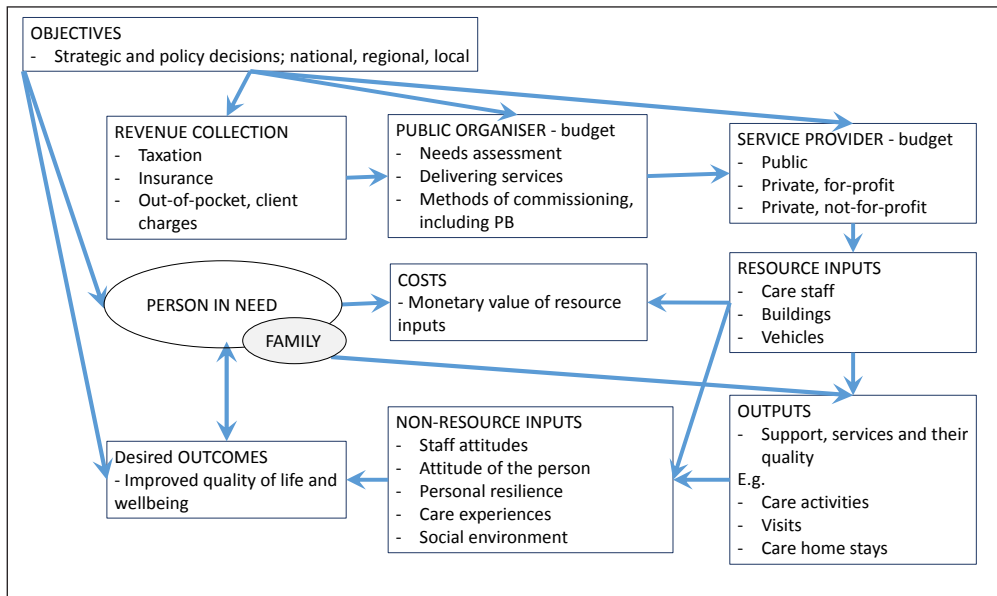 OBJECTIVES
- Strategic and policy decisions; national, regional, local
REVENUE COLLECTION
- Taxation
- Insurance
- Out-of-pocket, client
charges
PUBLIC ORGANISER - budget
- Needs assessment
- Delivering services
- Methods of commissioning,
including PB
SERVICE PROVIDER - budget
- Public
- Private, for-profit
- Private, not-for-profit
PERSON IN NEED
FAMILY
COSTS
- Monetary value of resource
inputs
RESOURCE INPUTS
- Care staff
- Buildings
- Vehicles
Desired OUTCOMES
- Improved quality of life and
wellbeing
NON-RESOURCE INPUTS
- Staff attitudes
- Attitude of the person
- Personal resilience
- Care experiences
- Social environment
OUTPUTS
- Support, services and their
quality
E.g.
- Care activities
- Visits
- Care home stays